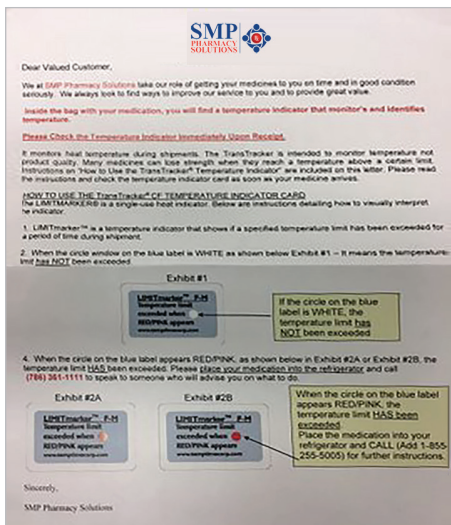 SMP
PHARMACY
SOLUTIONS
Dear Valued Customer,
We at SMP Pharmacy Solutions take our role of getting your medicines to you on time and in good condition
seriously. We always look to find ways to improve our service to you and to provide great value.
Inside the bag with your medication, you will find a temperature indicator that monitor's and identifies
temperature.
Please Check the Temperature Indicator Immediately Upon Receipt.
It monitors heat temperature during shipments. The TransTracker is intended to monitor temperature not
product quality. Many medicines can lose strength when they reach a temperature above a certain limit.
Instructions on "How to Use the TransTracker® Temperature Indicator" are included on this letter. Please read
the instructions and check the temperature indicator card as soon as your medicine arrives.
HOW TO USE THE TransTracker® CF TEMPERATURE INDICATOR CARD
The LIMITMARKER® is a single-use heat indicator. Below are instructions detailing how to visually interpret
he indicator.
1. LIMITmarker™ is a temperature indicator that shows if a specified temperature limit has been exceeded for
a period of time during shipment.
2. When the circle window on the blue label is WHITE as shown below Exhibit #1 – It means the temperature
limit has NOT been exceeded.
Exhibit #1
LIMITmarker™ P-M
Temperature limit
exceeded when
RED/PINK appears
www.temptimecorp.com
If the circle on the blue
label is WHITE, the
temperature limit has
NOT been exceeded
4. When the circle on the blue label appears RED/PINK, as shown below in Exhibit #2A or Exhibit #2B, the
temperature limit HAS been exceeded. Please place your medication into the refrigerator and call
(786) 361-1111 to speak to someone who will advise you on what to do.
Exhibit #2A
Exhibit #2B
LIMITmarker™ P-M
Temperature limit
exceeded when
RED/PINK appears
www.temptimecorp.com
LIMITmarker™ P-M
Temperature limit
exceeded when
RED/PINK appears
www.temptimecorp.com
When the circle on the blue label
appears RED/PINK, the
temperature limit HAS been
exceeded.
Place the medication into your
refrigerator and CALL (Add 1-855-
255-5005) for further instructions.
Sincerely,
SMP Pharmacy Solutions